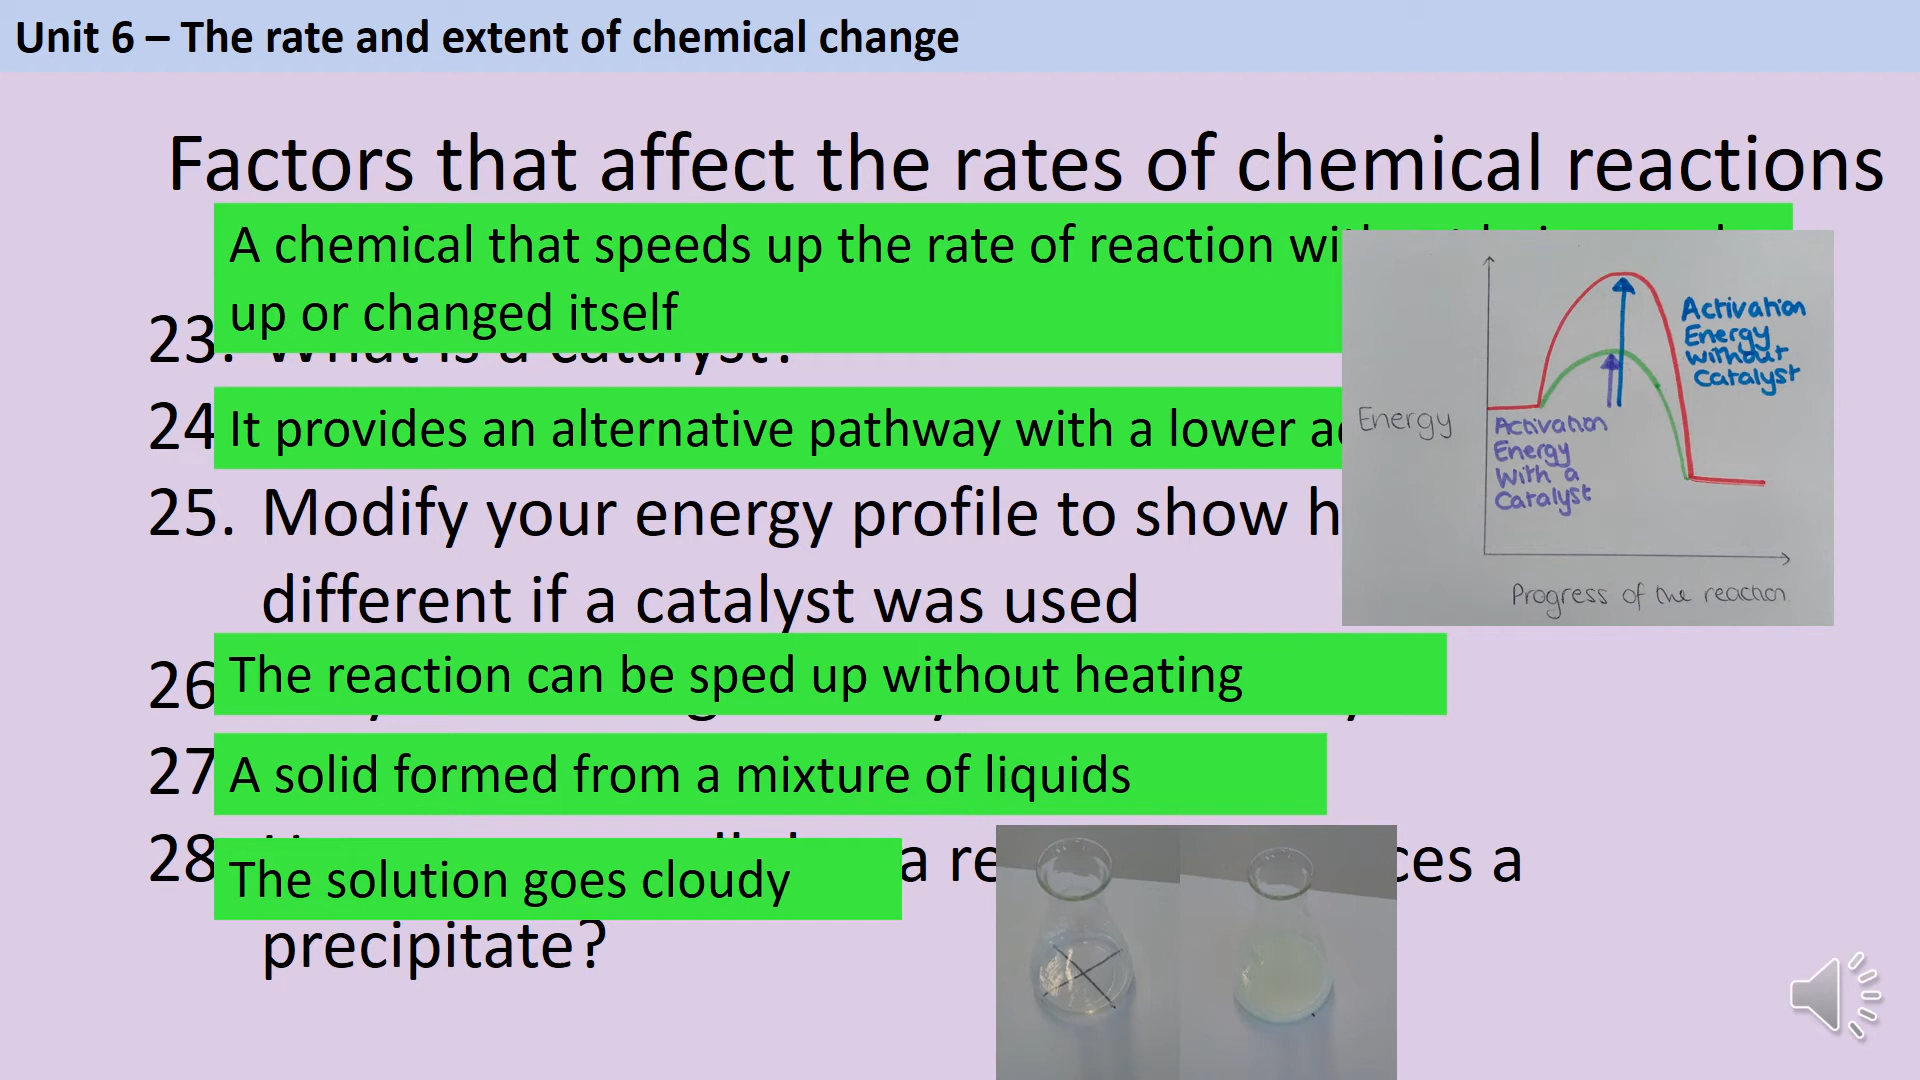 Unit 6 – The rate and extent of chemical change
Factors that affect the rates of chemical reactions
A chemical that speeds up the rate of reaction
up or changed itself
23. What is a catalyst?
24 It provides an alternative pathway with a lower
25. Modify your energy profile to show
different if a catalyst was used
26 The reaction can be sped up without heating
27 A solid formed from a mixture of liquids
28 The solution goes cloudy
a
precipitate?
Activation
Energy
without
Catalyst
Energy
Activation
Energy
With a
Catalyst
Progress of the reaction